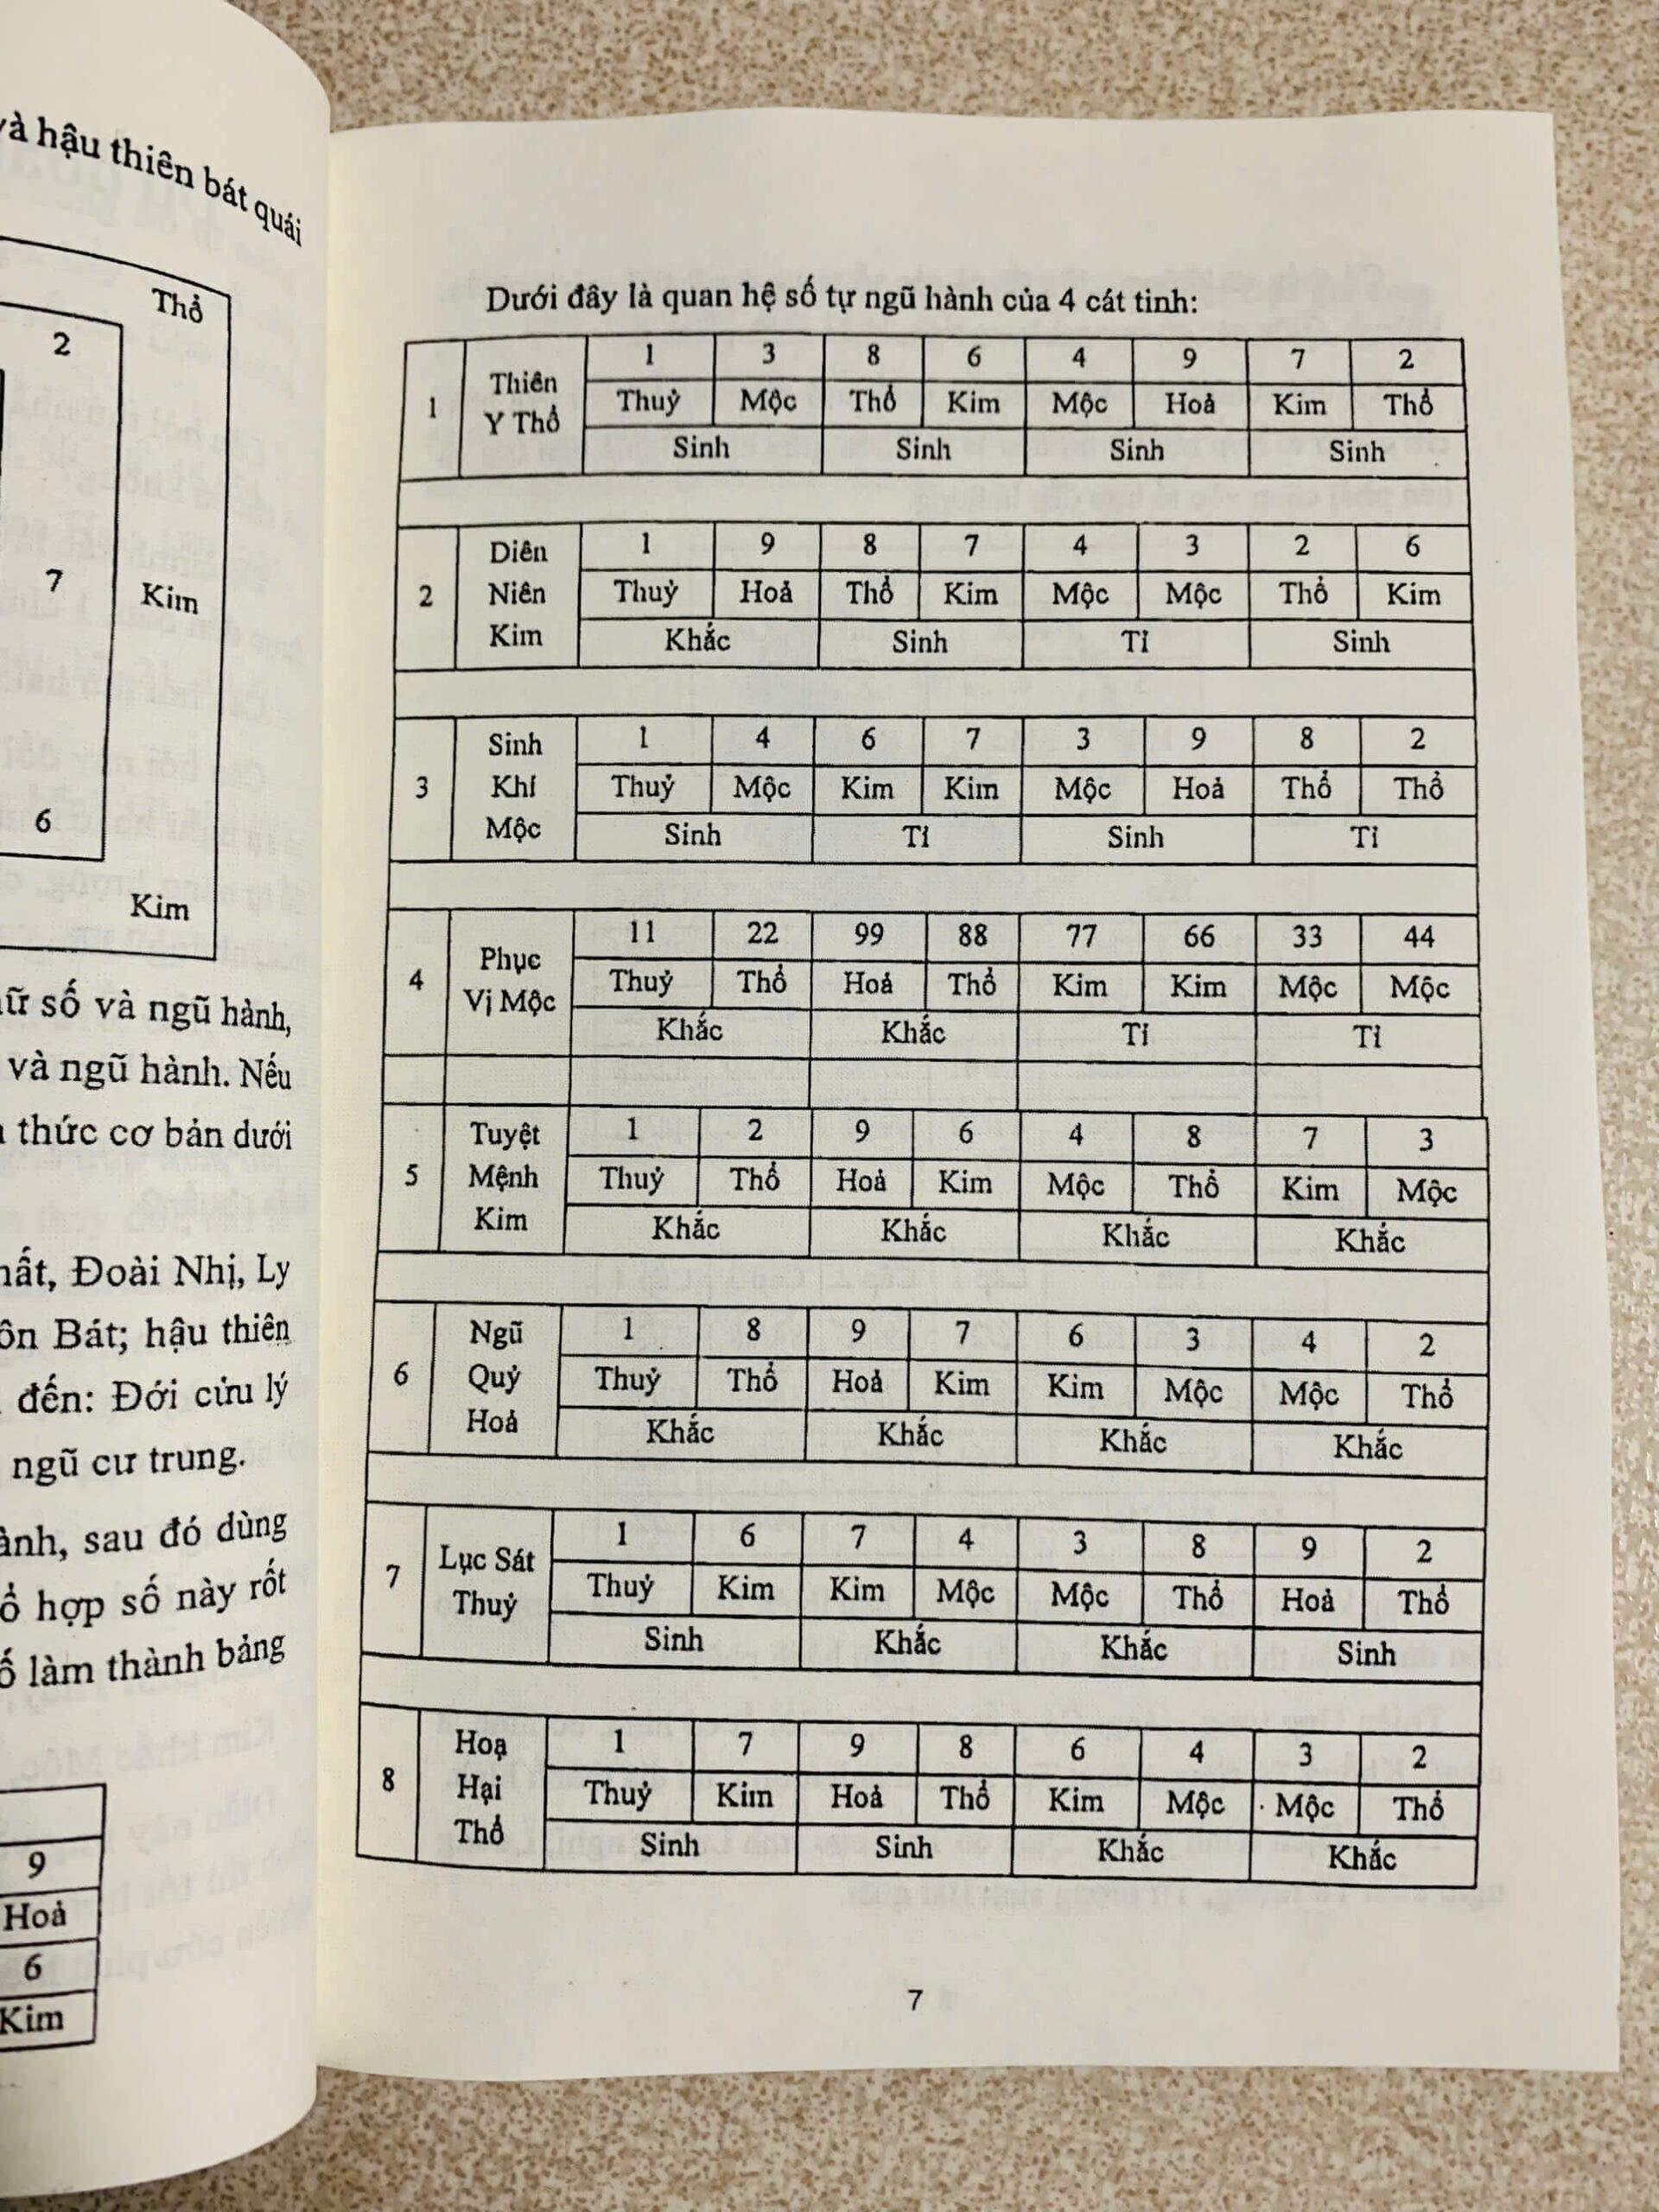 và hậu thiên bát quái
Thổ
2
7
Kim
6
Kim
ữ số và ngũ hành,
và ngũ hành. Nếu
thức cơ bản dưới
ất, Đoài Nhị, Ly
ôn Bát; hậu thiên
đến: Đới cửu lý
ngũ cư trung.
ành, sau đó dùng
ổ hợp số này rốt
ố làm thành bảng
9
Hoả
6
Kim
Dưới đây là quan hệ số tự ngũ hành của 4 cát tinh:
1 3 8 6 4 9 7 2
1 Thiên Y Thổ
Thuỷ Mộc Thổ Kim Mộc Hoả Kim Thổ
Sinh Sinh Sinh Sinh
1 9 8 7 4 3 2 6
2 Diên Niên Kim
Thuỷ Hoả Thổ Kim Mộc Mộc Thổ Kim
Khắc Sinh Tỉ Sinh
1 4 6 7 3 9 8 2
3 Sinh Khí Mộc
Thuỷ Mộc Kim Kim Mộc Hoả Thổ Thổ
Sinh Tỉ Sinh Tỉ
11 22 99 88 77 66 33 44
4 Phục Vị Mộc
Thuỷ Thổ Hoả Thổ Kim Kim Mộc Mộc
Khắc Khắc Tỉ Tỉ
1 2 9 6 4 8 7 3
5 Tuyệt Mệnh Kim
Thuỷ Thổ Hoả Kim Mộc Thổ Kim Mộc
Khắc Khắc Khắc Khắc
1 8 9 7 6 3 4 2
6 Ngũ Quỷ Hoả
Thuỷ Thổ Hoả Kim Kim Mộc Mộc Thổ
Khắc Khắc Khắc Khắc
1 6 7 4 3 8 9 2
7 Lục Sát Thuỷ
Thuỷ Kim Kim Mộc Mộc Thổ Hoả Thổ
Sinh Khắc Khắc Sinh
1 7 9 8 6 4 3 2
8 Hoạ Hại Thổ
Thuỷ Kim Hoả Thổ Kim Mộc Mộc Thổ
Sinh Sinh Khắc Khắc
7